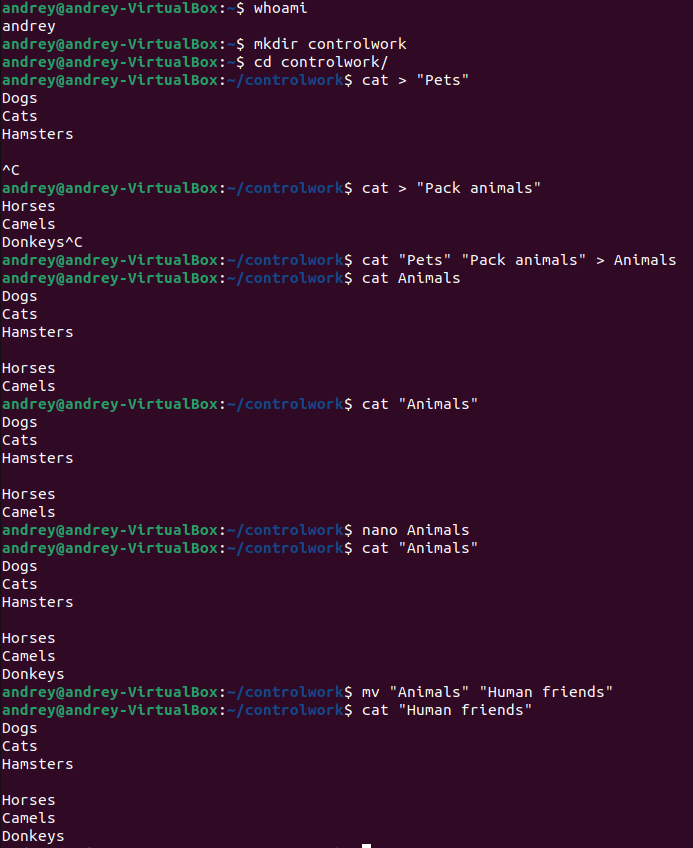 andrey@andrey-VirtualBox:~$ whoami
andrey
andrey@andrey-VirtualBox:~$ mkdir controlwork
andrey@andrey-VirtualBox:~$ cd controlwork/
andrey@andrey-VirtualBox:~/controlwork$ cat > "Pets"
Dogs
Cats
Hamsters
^C
andrey@andrey-VirtualBox:~/controlwork$ cat > "Pack animals"
Horses
Camels
Donkeys^C
andrey@andrey-VirtualBox:~/controlwork$ cat "Pets" "Pack animals" > Animals
andrey@andrey-VirtualBox:~/controlwork$ cat Animals
Dogs
Cats
Hamsters
Horses
Camels
andrey@andrey-VirtualBox:~/controlwork$ cat "Animals"
Dogs
Cats
Hamsters
Horses
Camels
andrey@andrey-VirtualBox:~/controlwork$ nano Animals
andrey@andrey-VirtualBox:~/controlwork$ cat "Animals"
Dogs
Cats
Hamsters
Horses
Camels
Donkeys
andrey@andrey-VirtualBox:~/controlwork$ mv "Animals" "Human friends"
andrey@andrey-VirtualBox:~/controlwork$ cat "Human friends"
Dogs
Cats
Hamsters
Horses
Camels
Donkeys